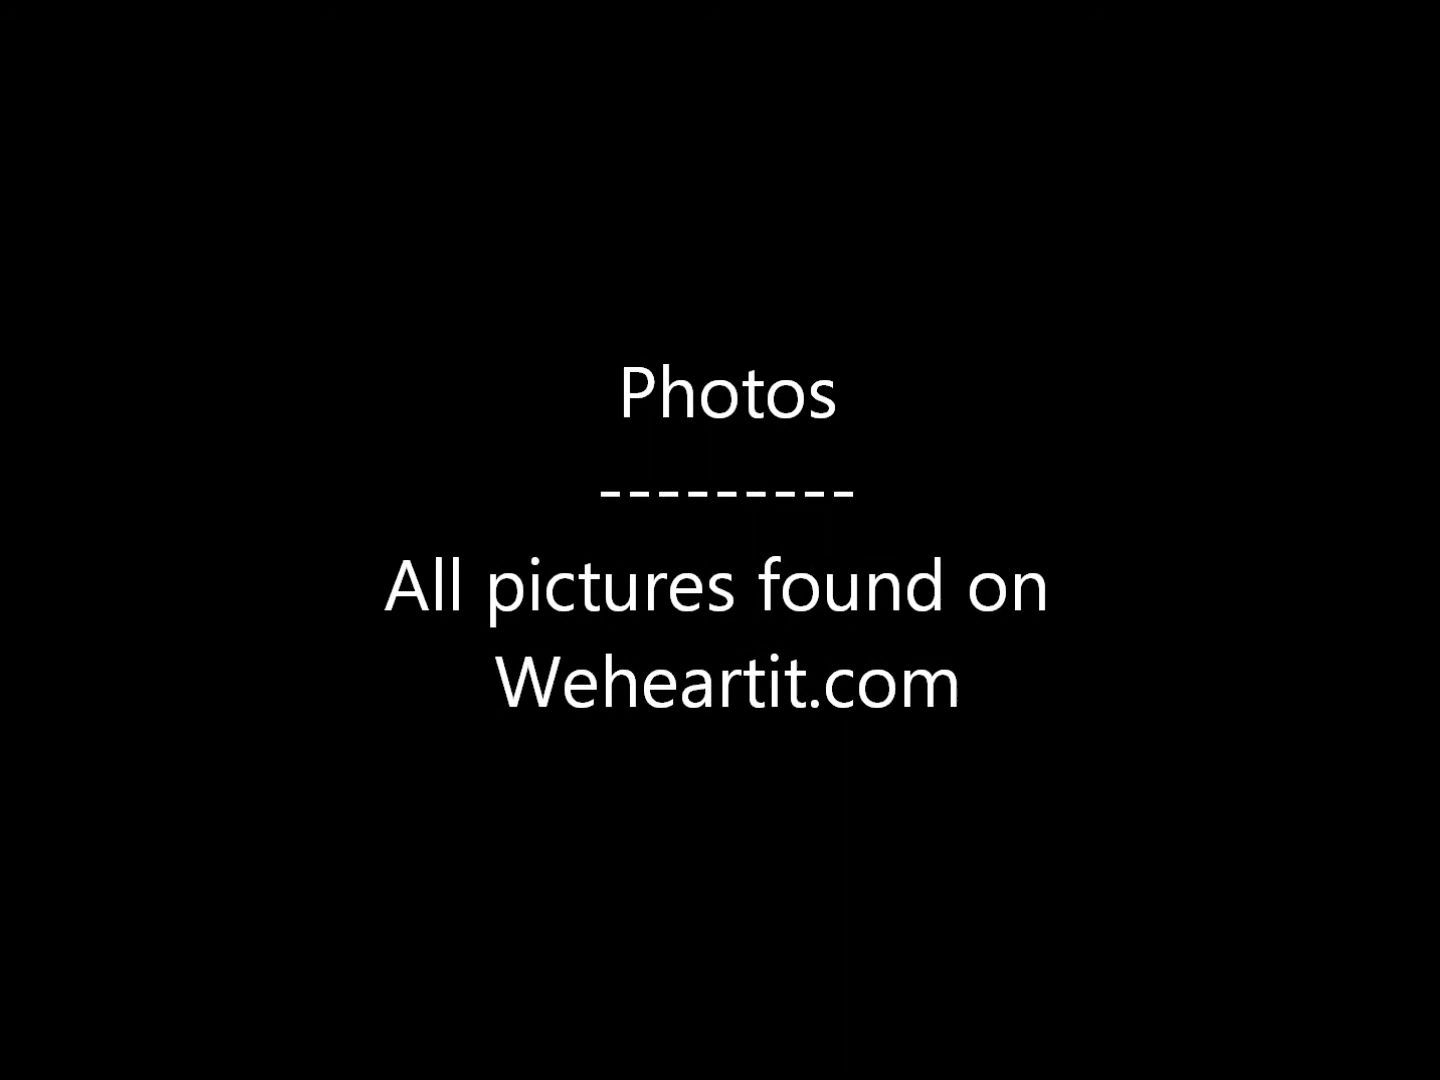 Photos
---------
All pictures found on
Weheartit.com